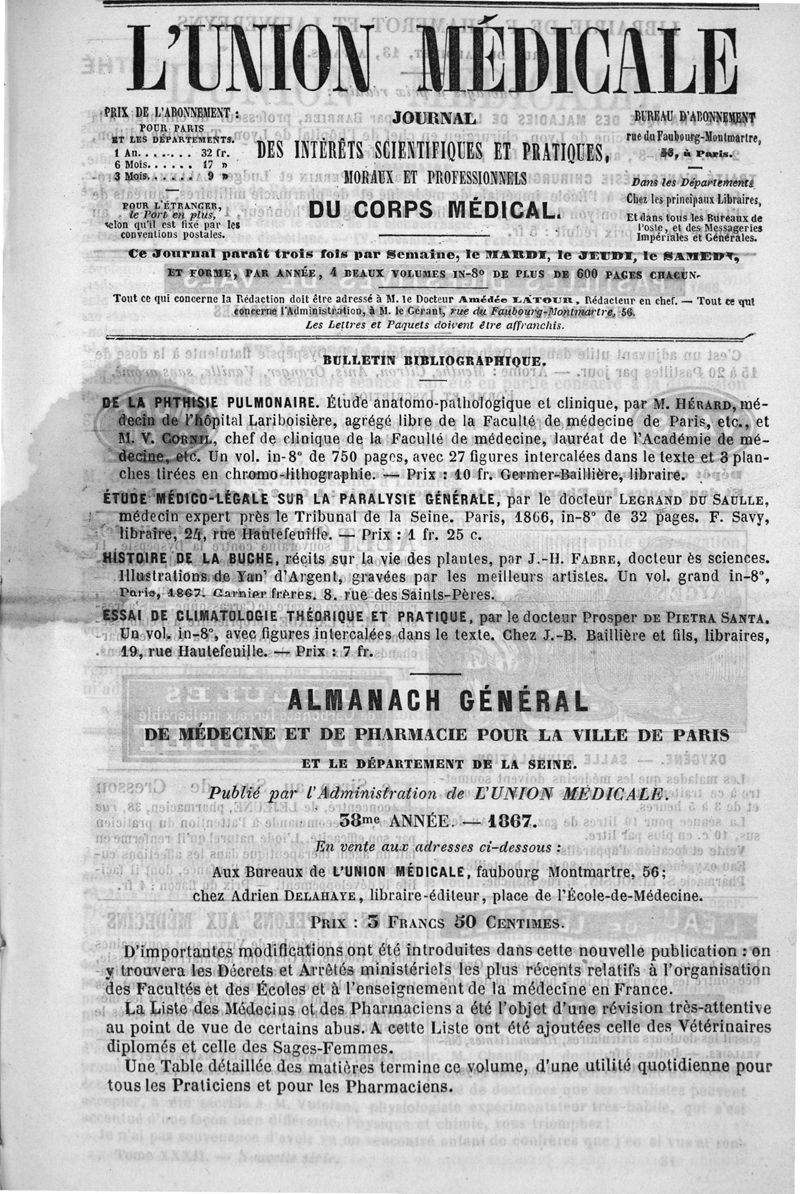 L'UNION MÉDICALE
PRIX DE L'ABONNEMENT :
POUR PARIS
ET LES DÉPARTEMENTS.
1 An. . . . . . . 32 fr.
6 Mois. . . . . . 17 »
3 Mois. . . . . . 9 »
POUR L'ÉTRANGER,
le Port en plus,
selon qu'il est fixé par les
conventions postales.
JOURNAL
DES INTÉRÊTS SCIENTIFIQUES ET PRATIQUES,
MORAUX ET PROFESSIONNELS
DU CORPS MÉDICAL.
BUREAU D'ABONNEMENT
rue du Faubourg-Montmartre,
56, à Paris.
Dans les Départements
Chez les principaux Libraires,
Et dans tous les Bureaux de
Poste, et des Messageries
Impériales et Générales.
Ce Journal paraît trois fois par Semaine, le MARDI, le JEUDI, le SAMEDI,
ET FORME, PAR ANNÉE, 4 BEAUX VOLUMES IN-8º DE PLUS DE 600 PAGES CHACUN.
Tout ce qui concerne la Rédaction doit être adressé à M. le Docteur Amédée LATOUR, Rédacteur en chef. — Tout ce qui
concerne l'Administration, à M. le Gérant, rue du Faubourg-Montmartre, 56.
Les Lettres et Paquets doivent être affranchis.
BULLETIN BIBLIOGRAPHIQUE.
DE LA PHTHISIE PULMONAIRE. Étude anatomo-pathologique et clinique, par M. HÉRARD, mé-
decin de l'hôpital Lariboisière, agrégé libre de la Faculté de médecine de Paris, etc., et
M. V. CORNIL, chef de clinique de la Faculté de médecine, lauréat de l'Académie de mé-
decine, etc. Un vol. in-8º de 750 pages, avec 27 figures intercalées dans le texte et 3 plan-
ches tirées en chromo-lithographie. — Prix : 10 fr. Germer-Baillière, libraire.
ÉTUDE MÉDICO-LÉGALE SUR LA PARALYSIE GÉNÉRALE, par le docteur LEGRAND DU SAULLE,
médecin expert près le Tribunal de la Seine. Paris, 1866, in-8º de 32 pages. F. Savy,
libraire, 24, rue Hautefeuille. — Prix : 1 fr. 25 c.
HISTOIRE DE LA BUCHE, récits sur la vie des plantes, par J.-H. FABRE, docteur ès sciences.
Illustrations de Yan' d'Argent, gravées par les meilleurs artistes. Un vol. grand in-8º,
Paris, 1867. Garnier frères. 8. rue des Saints-Pères.
ESSAI DE CLIMATOLOGIE THÉORIQUE ET PRATIQUE, par le docteur Prosper DE PIETRA SANTA.
Un vol. in-8º, avec figures intercalées dans le texte. Chez J.-B. Baillière et fils, libraires,
19, rue Hautefeuille. — Prix : 7 fr.
ALMANACH GÉNÉRAL
DE MÉDECINE ET DE PHARMACIE POUR LA VILLE DE PARIS
ET LE DÉPARTEMENT DE LA SEINE.
Publié par l'Administration de L'UNION MÉDICALE.
38me ANNÉE. — 1867.
En vente aux adresses ci-dessous :
Aux Bureaux de L'UNION MÉDICALE, faubourg Montmartre, 56;
chez Adrien DELAHAYE, libraire-éditeur, place de l'École-de-Médecine.
PRIX : 3 FRANCS 50 CENTIMES.
D'importantes modifications ont été introduites dans cette nouvelle publication : on
y trouvera les Décrets et Arrêtés ministériels les plus récents relatifs à l'organisation
des Facultés et des Écoles et à l'enseignement de la médecine en France.
La Liste des Médecins et des Pharmaciens a été l'objet d'une révision très-attentive
au point de vue de certains abus. A cette Liste ont été ajoutées celle des Vétérinaires
diplomés et celle des Sages-Femmes.
Une Table détaillée des matières termine ce volume, d'une utilité quotidienne pour
tous les Praticiens et pour les Pharmaciens.